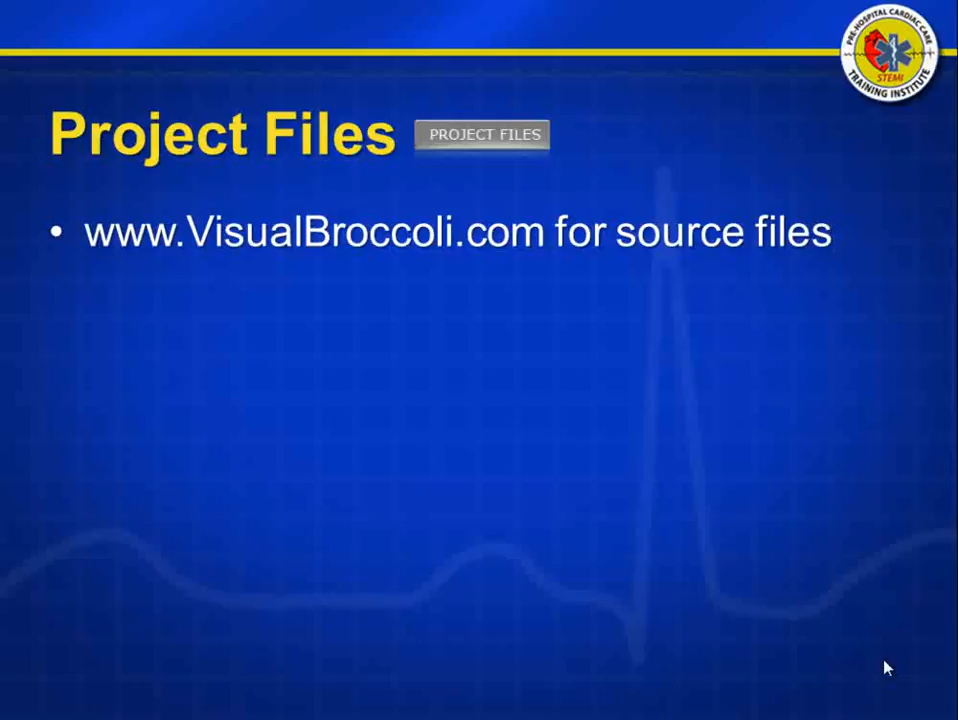 PRE-HOSPITAL CARDIAC CARE
STEMI
TRAINING INSTITUTE
Project Files
PROJECT FILES
• www.VisualBroccoli.com for source files